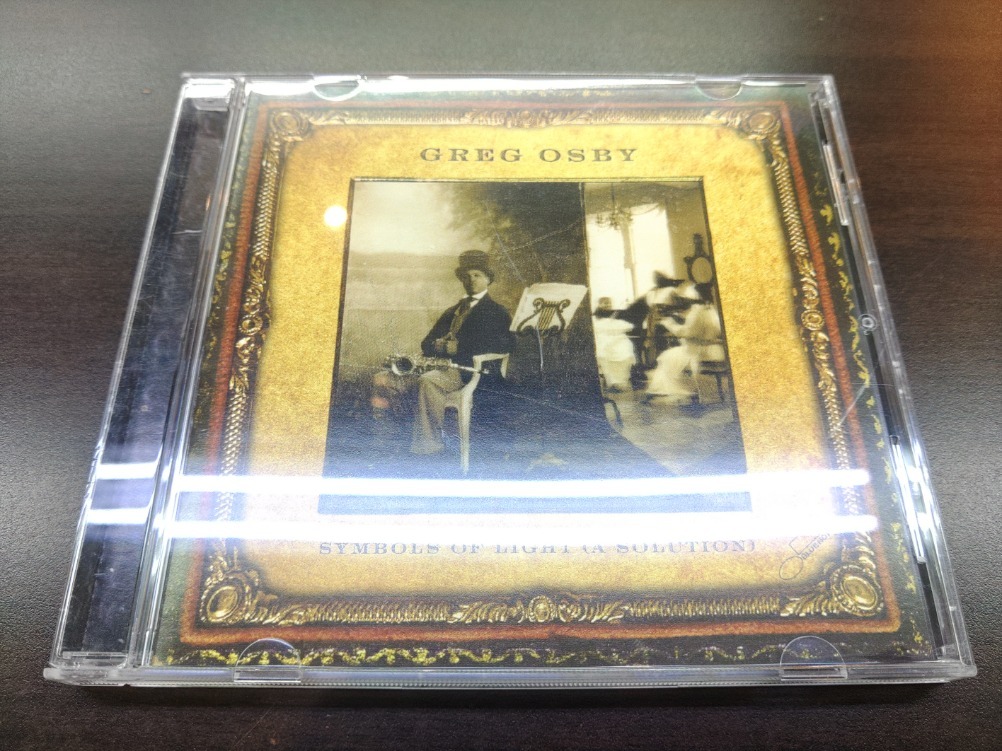 GREG OSBY
SYMBOLS OF LIGHT (A SOLUTION)